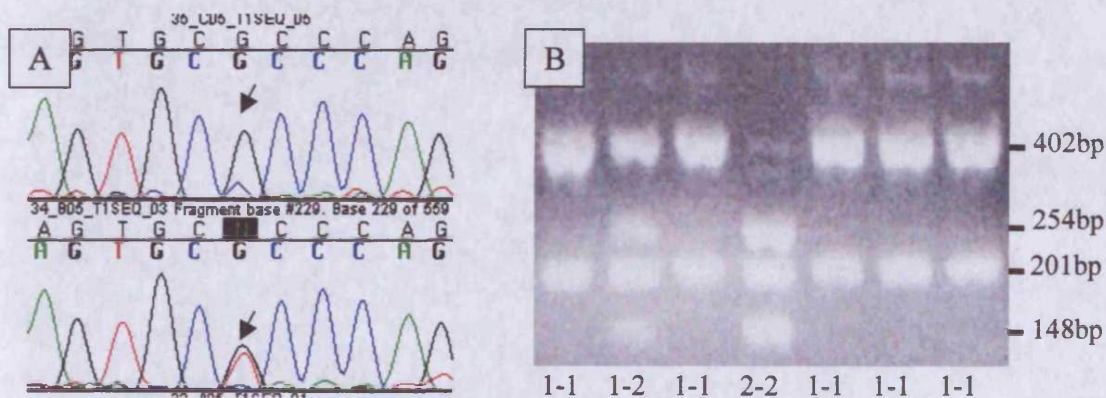 36_C05_T1SEQ_06
A
G T G C G C C C A G
G T G C G C C C A G
34_B05_T1SEQ_03 Fragment base #229. Base 229 of 559
A G T G C N C C C A G
A G T G C G C C C A G
B
402bp
254bp
201bp
148bp
1-1 1-2 1-1 2-2 1-1 1-1 1-1